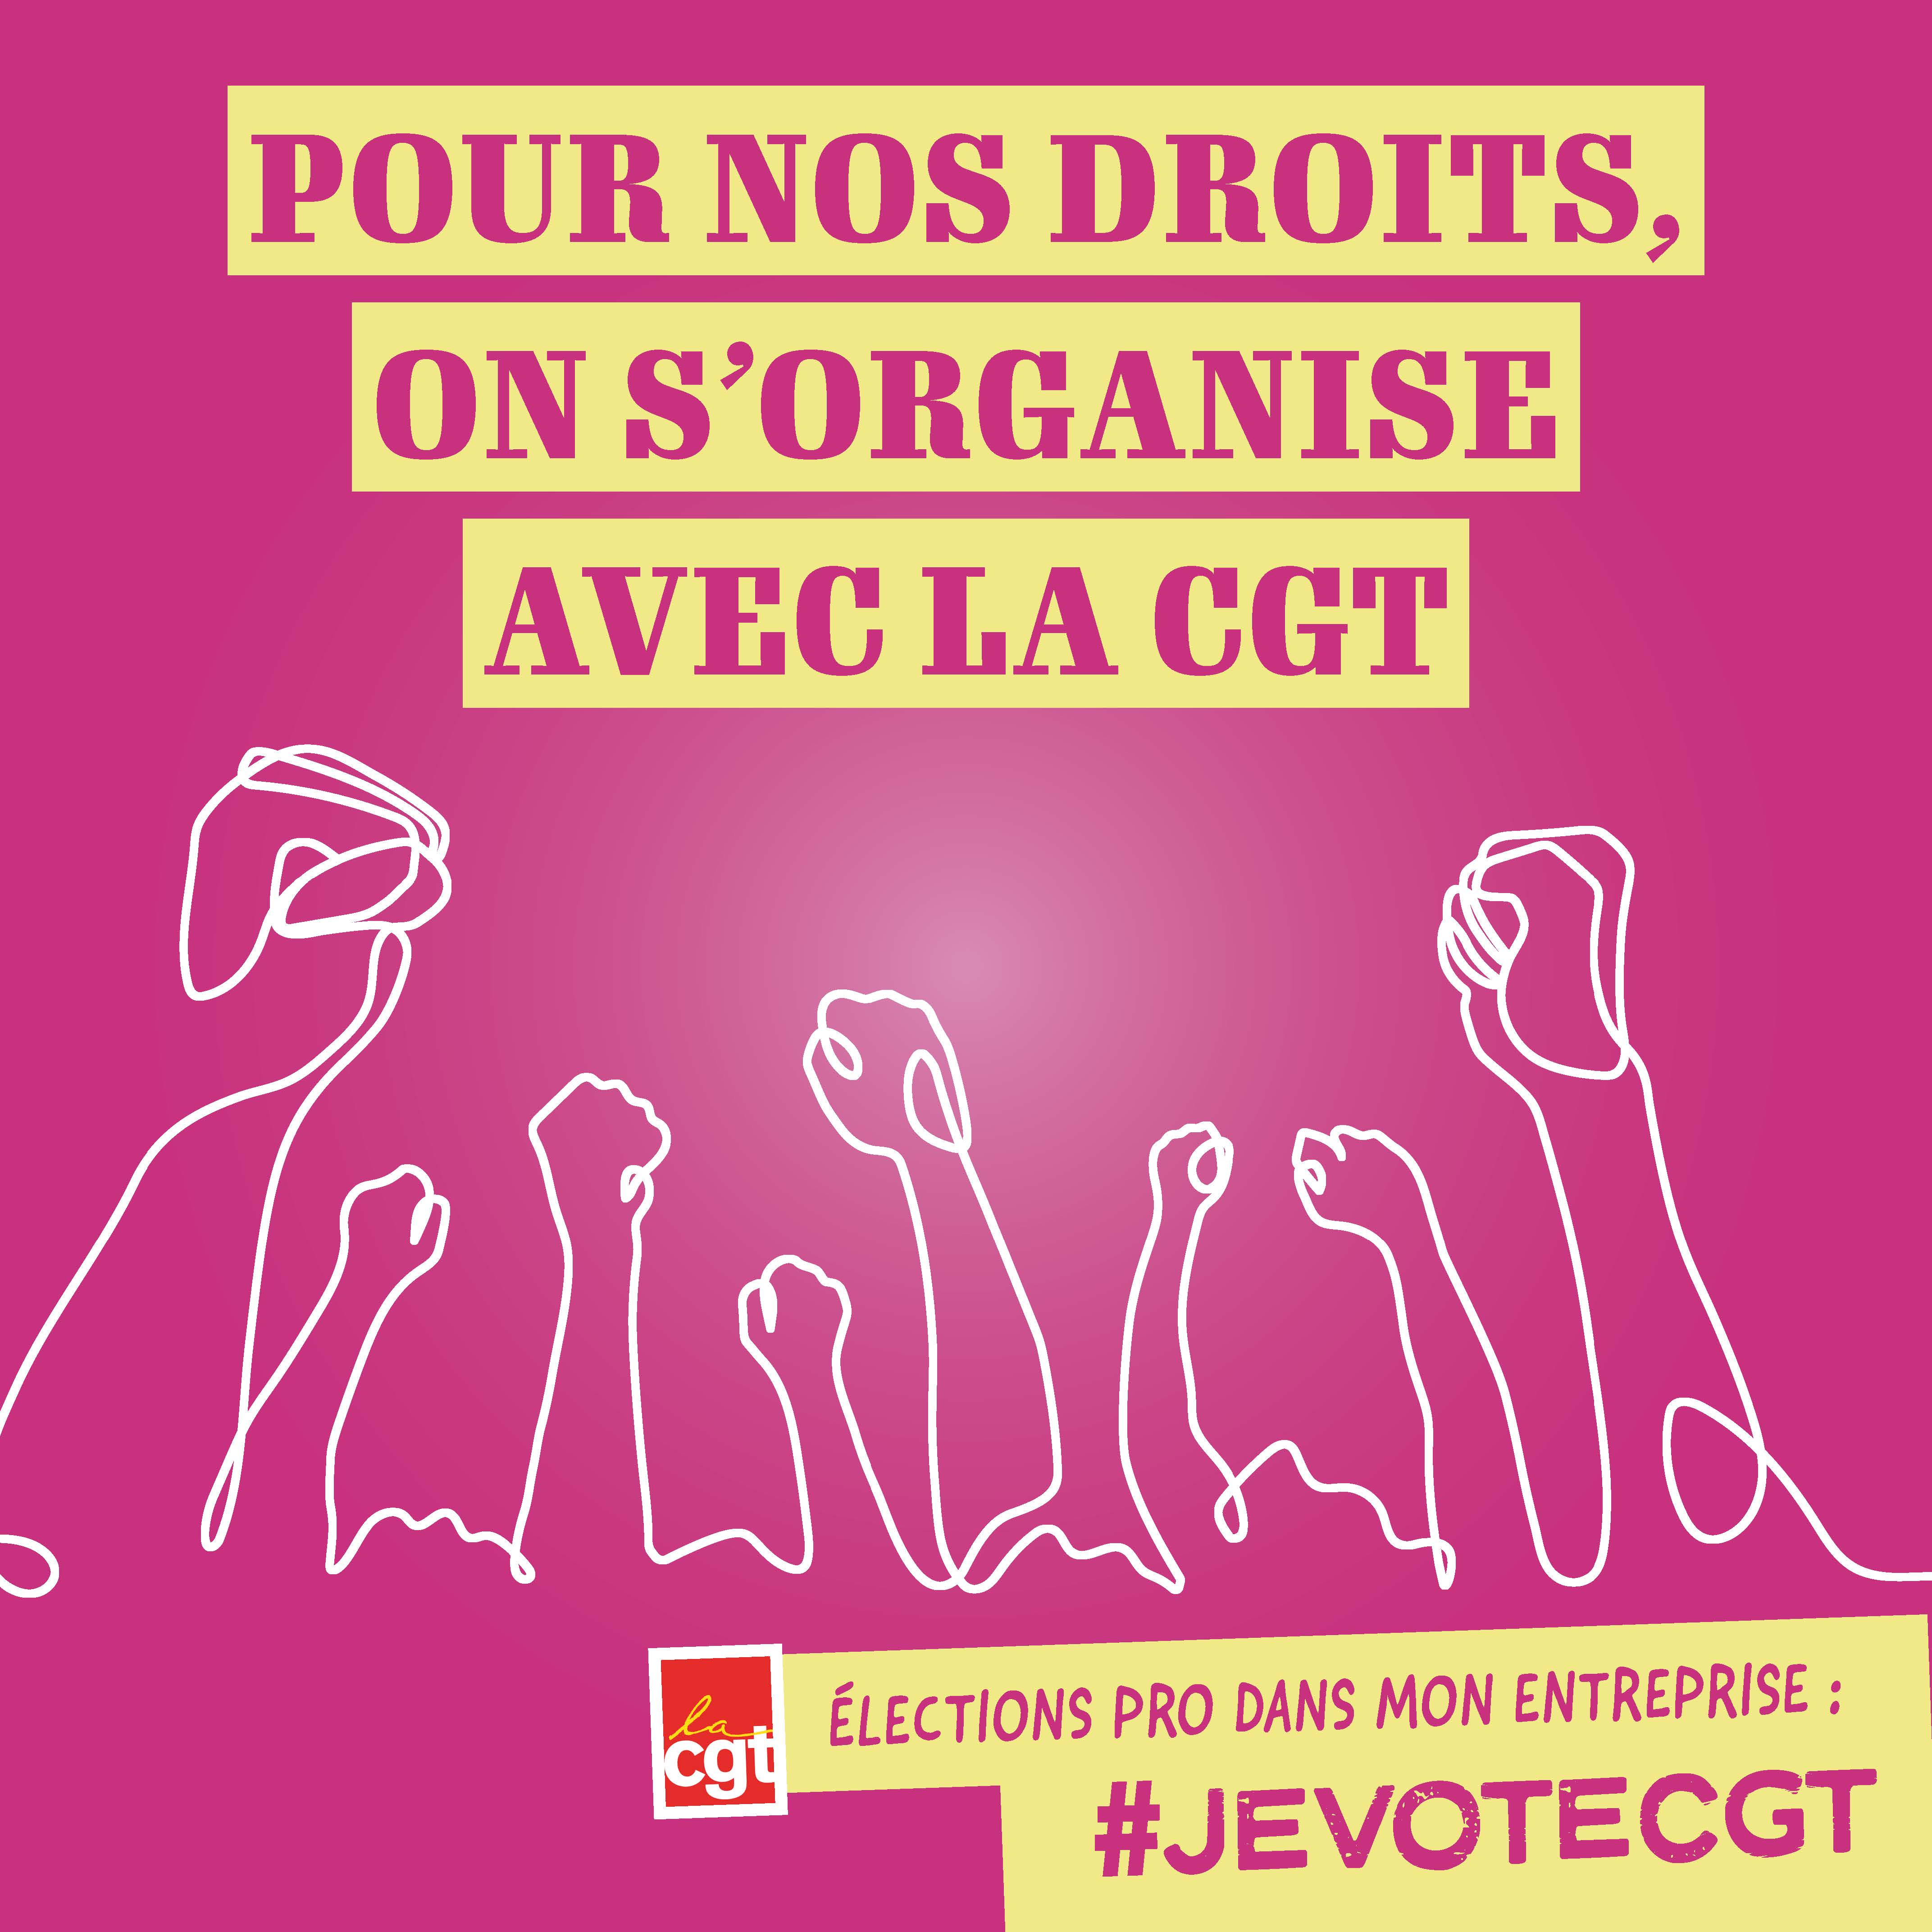 POUR NOS DROITS,
ON S’ORGANISE
AVEC LA CGT
la
cgt
ÉLECTIONS PRO DANS MON ENTREPRISE :
#JEVOTECGT